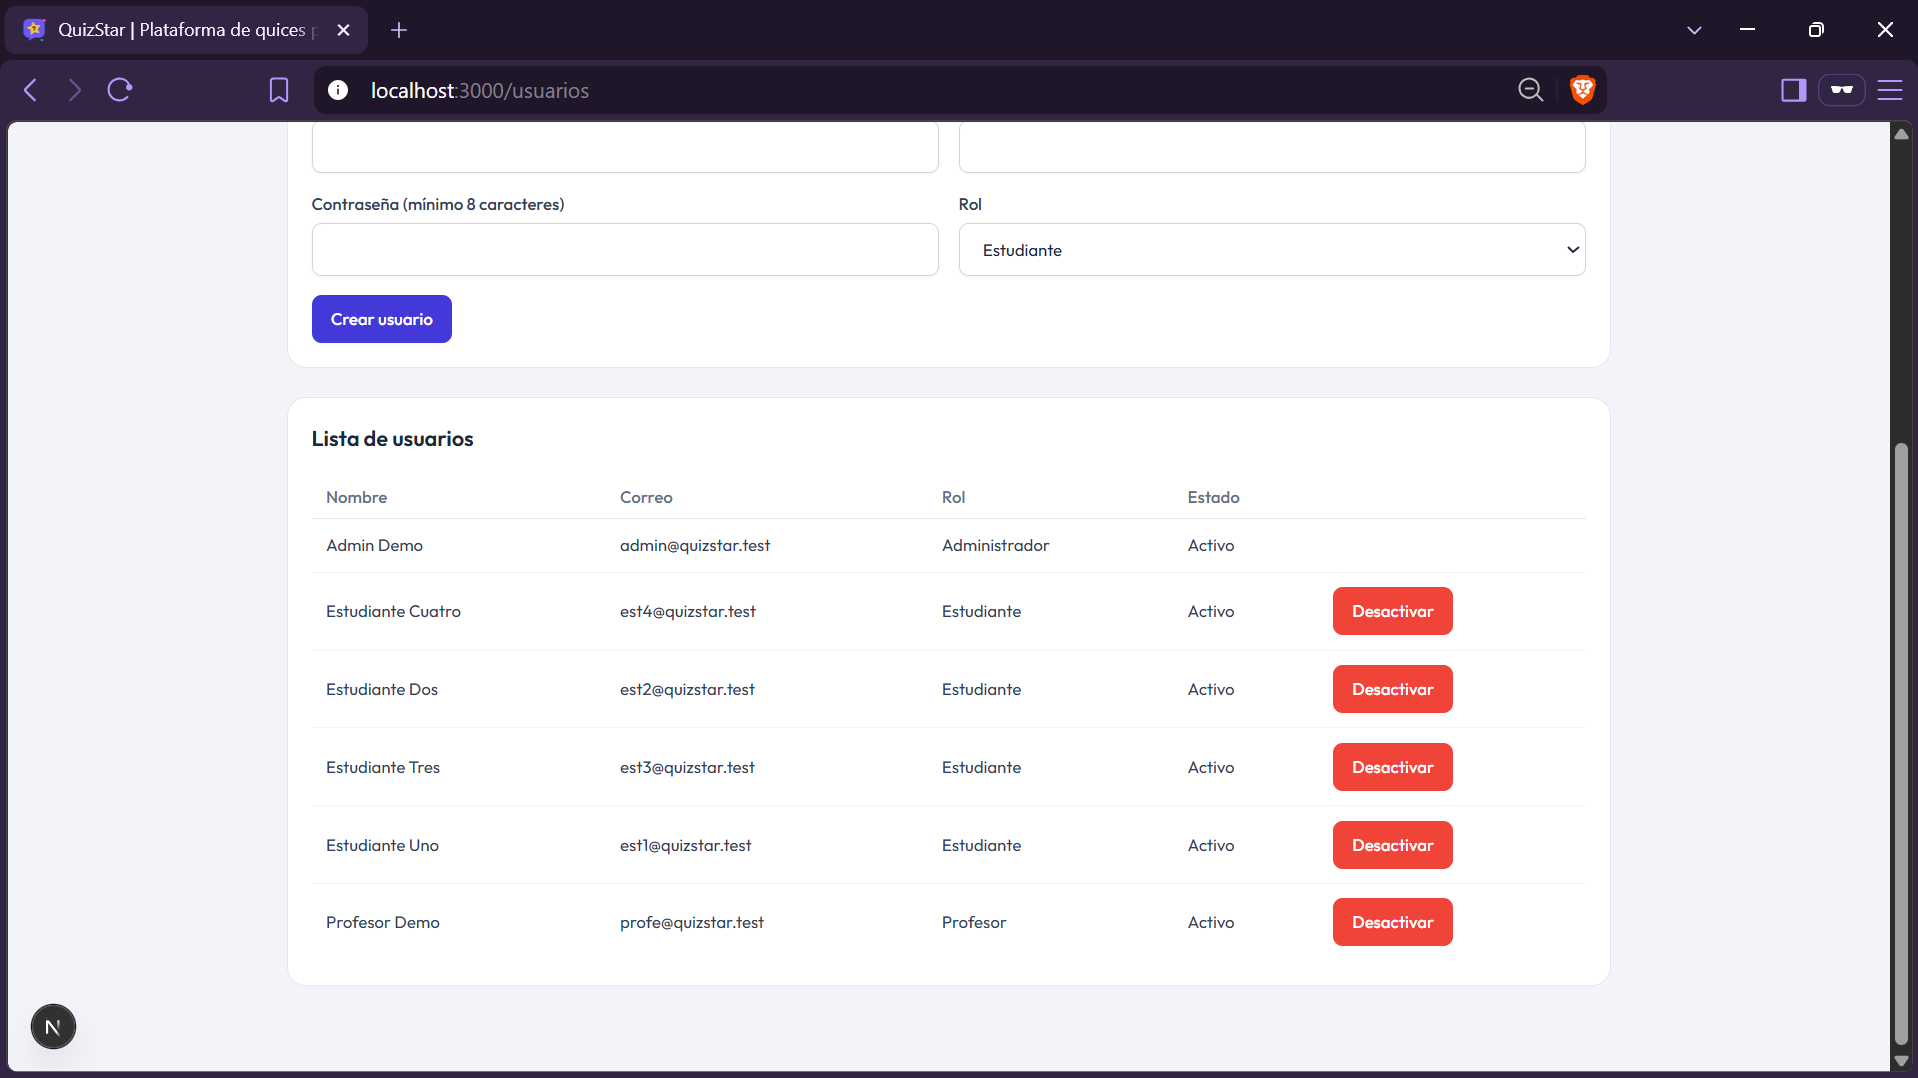 QuizStar | Plataforma de quices p
localhost:3000/usuarios
Contraseña (mínimo 8 caracteres) Rol
Estudiante
Crear usuario
Lista de usuarios
Nombre Correo Rol Estado
Admin Demo admin@quizstar.test Administrador Activo
Estudiante Cuatro est4@quizstar.test Estudiante Activo Desactivar
Estudiante Dos est2@quizstar.test Estudiante Activo Desactivar
Estudiante Tres est3@quizstar.test Estudiante Activo Desactivar
Estudiante Uno est1@quizstar.test Estudiante Activo Desactivar
Profesor Demo profe@quizstar.test Profesor Activo Desactivar
N